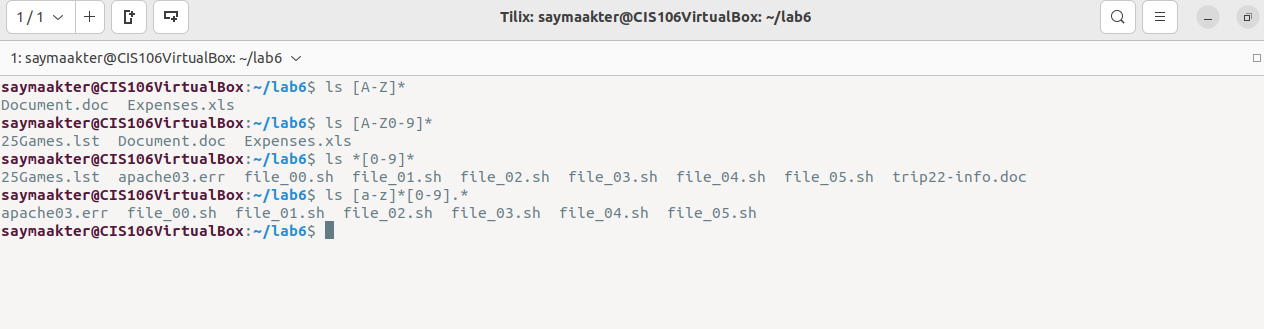 1 / 1
Tilix: saymaakter@CIS106VirtualBox: ~/lab6
1: saymaakter@CIS106VirtualBox: ~/lab6
saymaakter@CIS106VirtualBox:~/lab6$ ls [A-Z]*
Document.doc  Expenses.xls
saymaakter@CIS106VirtualBox:~/lab6$ ls [A-Z0-9]*
25Games.lst  Document.doc  Expenses.xls
saymaakter@CIS106VirtualBox:~/lab6$ ls *[0-9]*
25Games.lst  apache03.err  file_00.sh  file_01.sh  file_02.sh  file_03.sh  file_04.sh  file_05.sh  trip22-info.doc
saymaakter@CIS106VirtualBox:~/lab6$ ls [a-z]*[0-9].*
apache03.err  file_00.sh  file_01.sh  file_02.sh  file_03.sh  file_04.sh  file_05.sh
saymaakter@CIS106VirtualBox:~/lab6$